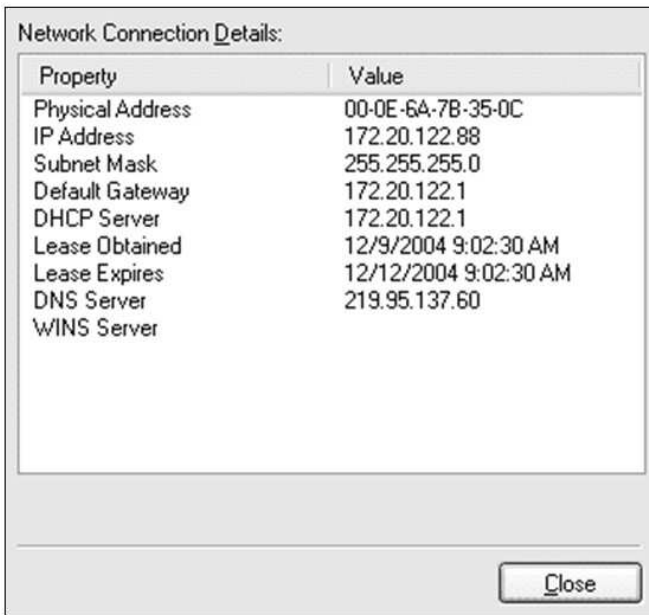 Network Connection Details:
Property Value
Physical Address 00-0E-6A-7B-35-0C
IP Address 172.20.122.88
Subnet Mask 255.255.255.0
Default Gateway 172.20.122.1
DHCP Server 172.20.122.1
Lease Obtained 12/9/2004 9:02:30 AM
Lease Expires 12/12/2004 9:02:30 AM
DNS Server 219.95.137.60
WINS Server
Close